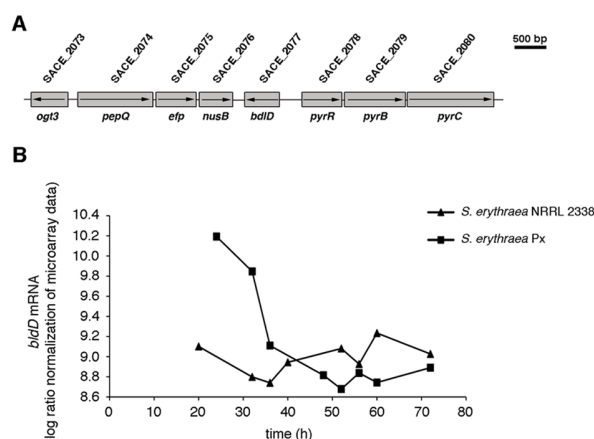 A
SACE_2073 SACE_2074 SACE_2075 SACE_2076 SACE_2077 SACE_2078 SACE_2079 SACE_2080
500 bp
ogt3 pepQ efp nusB bdlD pyrR pyrB pyrC
B
S. erythraea NRRL 2338
S. erythraea Px
bldD mRNA
log ratio normalization of microarray data)
10.4
10.2
10.0
9.8
9.6
9.4
9.2
9.0
8.8
8.6
0 10 20 30 40 50 60 70 80
time (h)